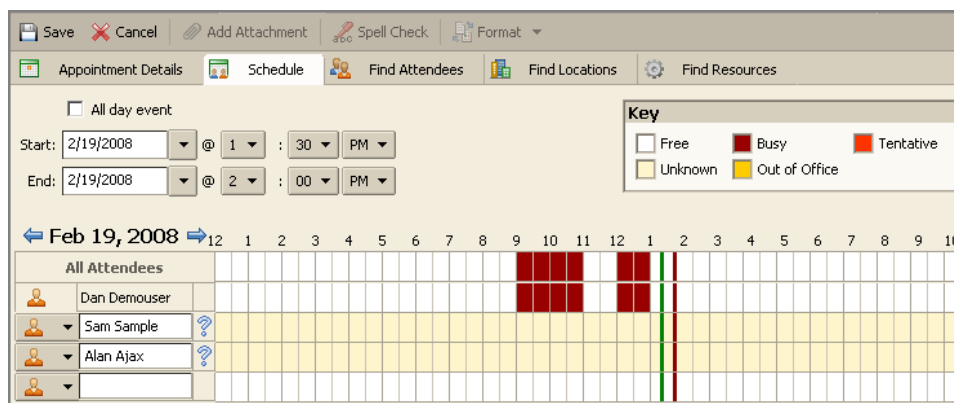 Save Cancel Add Attachment Spell Check Format
Appointment Details Schedule Find Attendees Find Locations Find Resources
All day event
Start: 2/19/2008 @ 1 : 30 PM
End: 2/19/2008 @ 2 : 00 PM
Key
Free Busy Tentative
Unknown Out of Office
Feb 19, 2008 12 1 2 3 4 5 6 7 8 9 10 11 12 1 2 3 4 5 6 7 8 9 10
All Attendees
Dan Demouser
Sam Sample ?
Alan Ajax ?